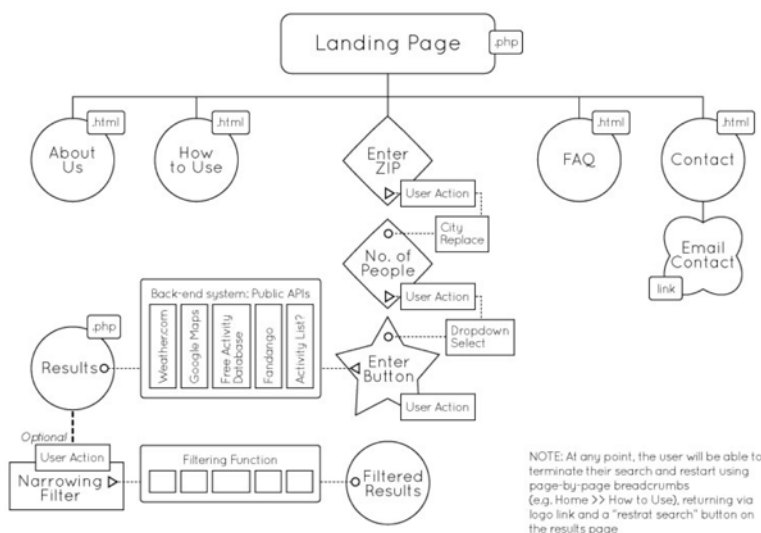 Landing Page
.php
.html
About
Us
.html
How
to Use
Enter
ZIP
User Action
City
Replace
.html
FAQ
.html
Contact
Email
Contact
link
No. of
People
User Action
Dropdown
Select
Enter
Button
User Action
Back-end system: Public APIs
Weather.com
Google Maps
Free Activity
Database
Fandango
Activity List?
.php
Results
Optional
User Action
Narrowing
Filter
Filtering Function
Filtered
Results
NOTE: At any point, the user will be able to
terminate their search and restart using
page-by-page breadcrumbs
(e.g. Home >> How to Use), returning via
logo link and a "restrat search" button on
the results page